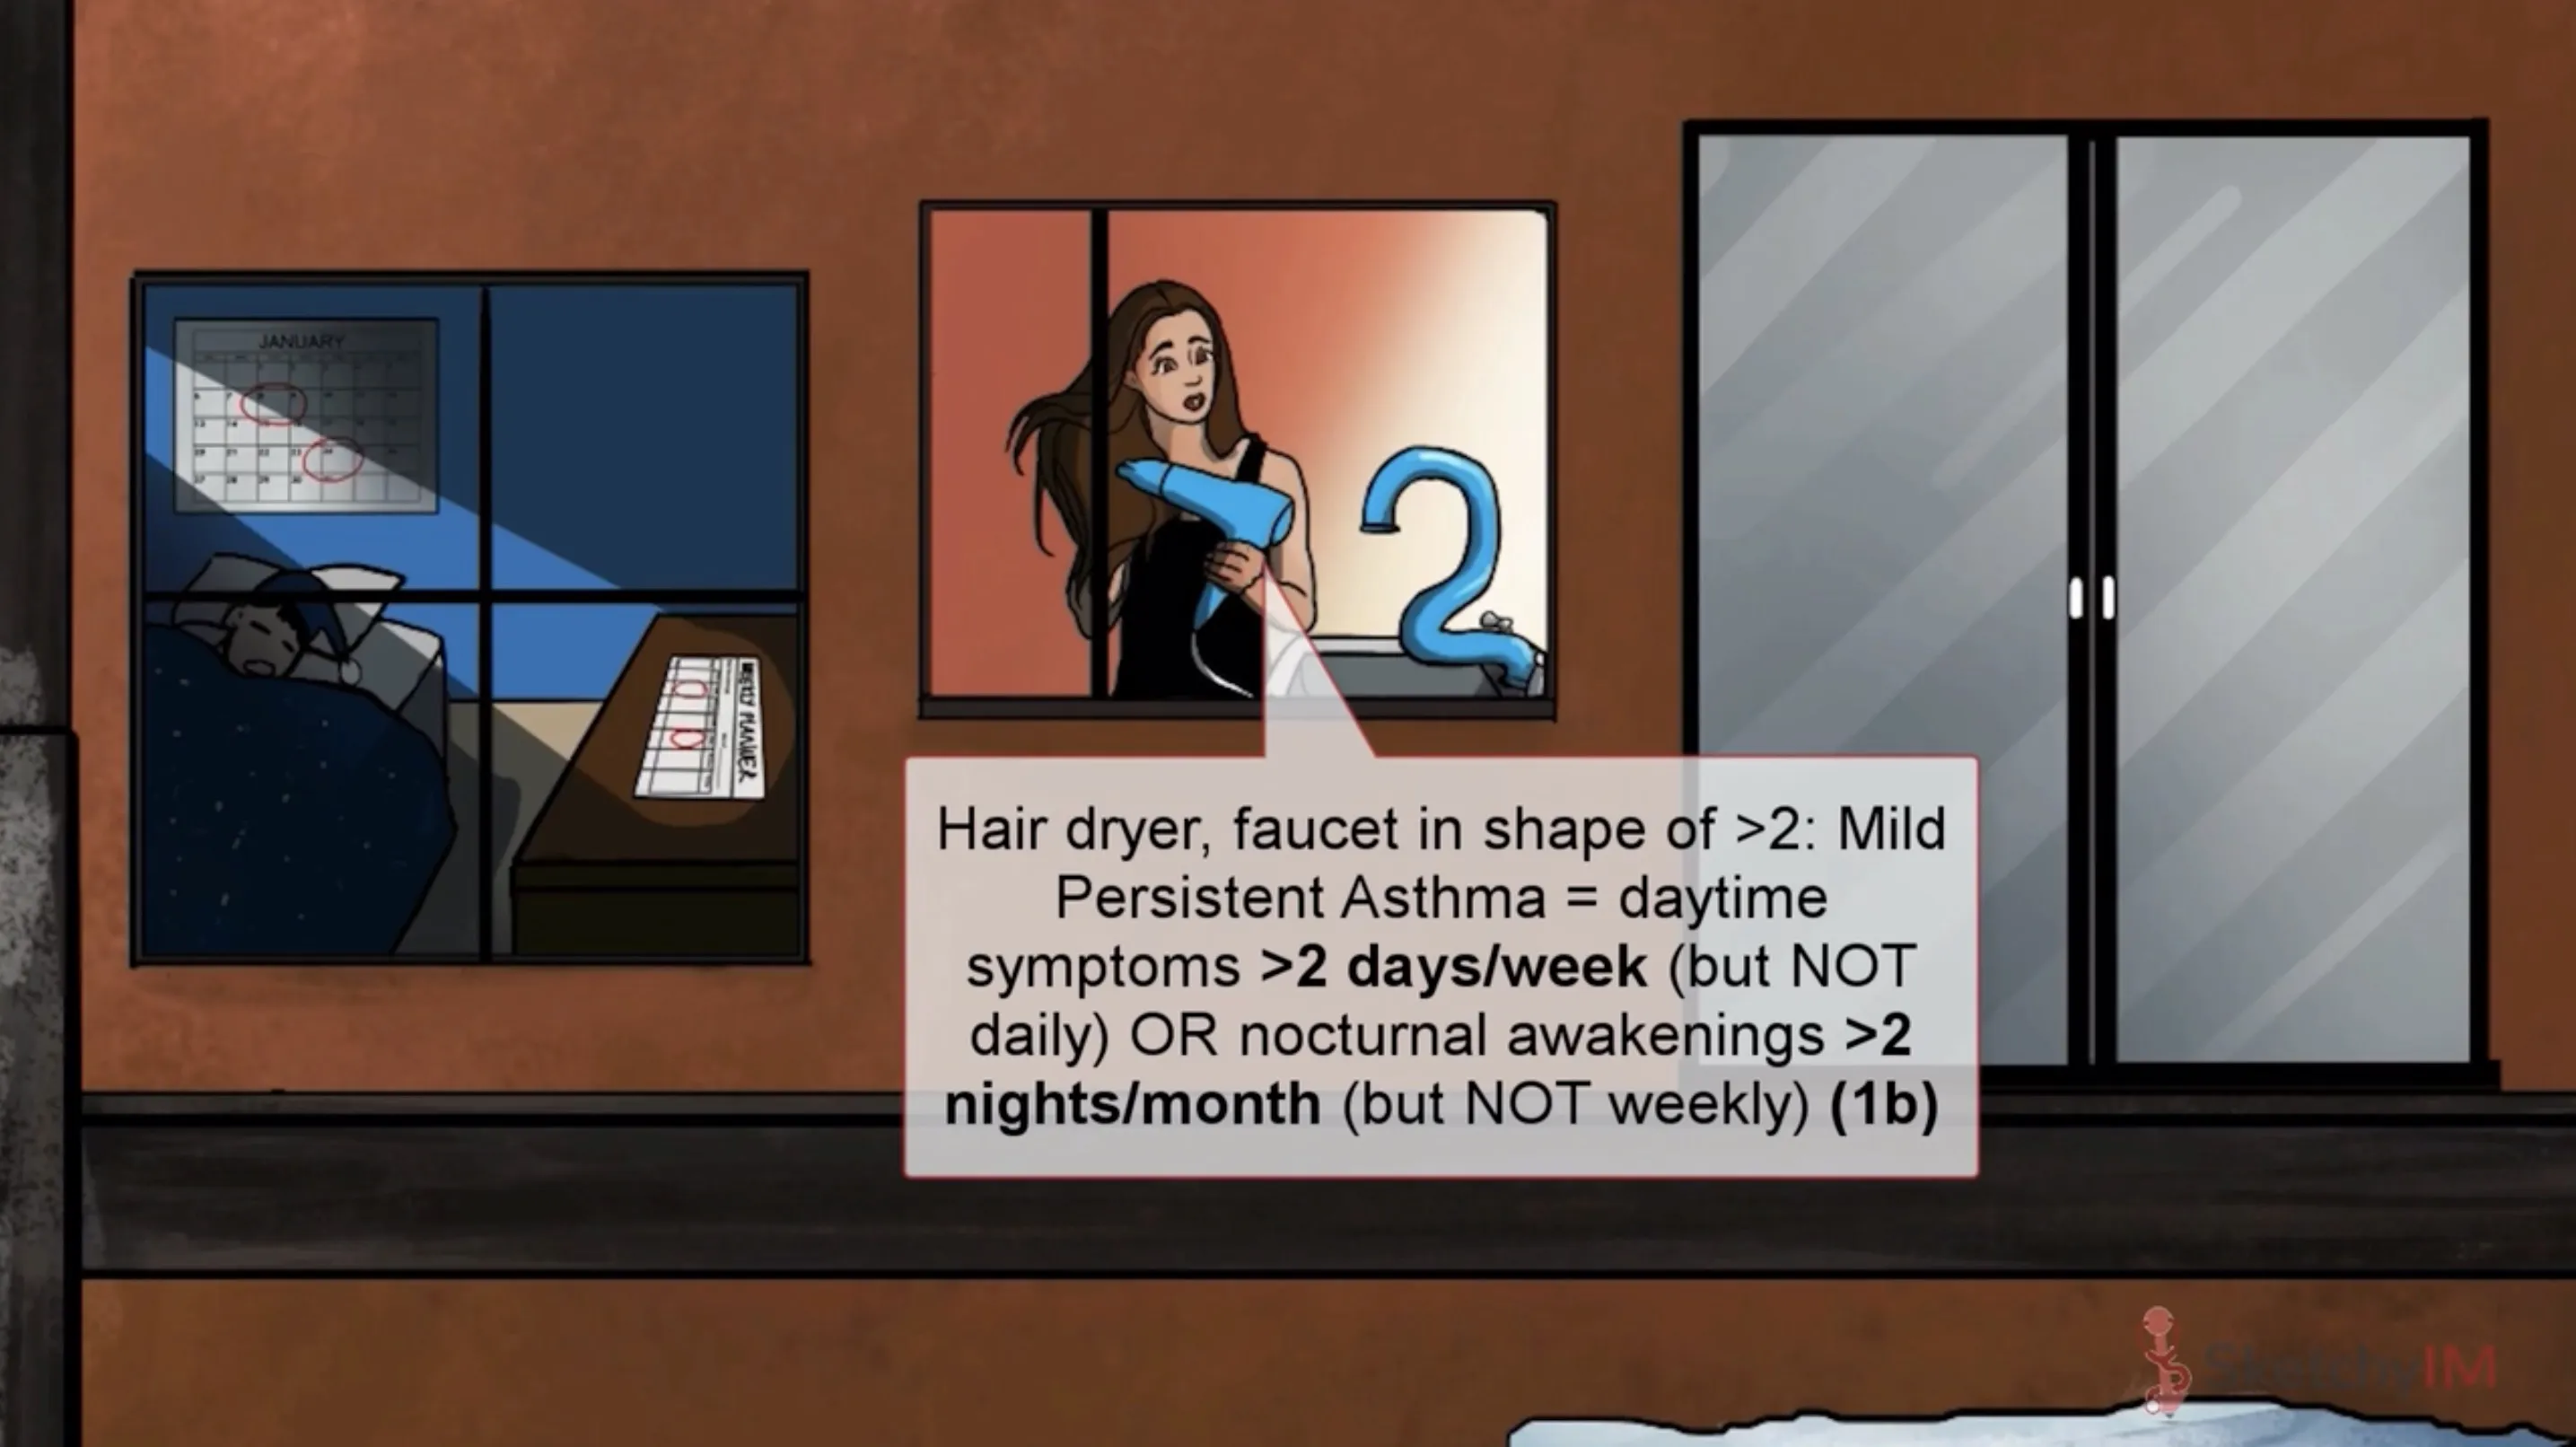 JANUARY
WEEKLY PLANNER
2
Hair dryer, faucet in shape of >2: Mild
Persistent Asthma = daytime
symptoms >2 days/week (but NOT
daily) OR nocturnal awakenings >2
nights/month (but NOT weekly) (1b)
SketchyIM